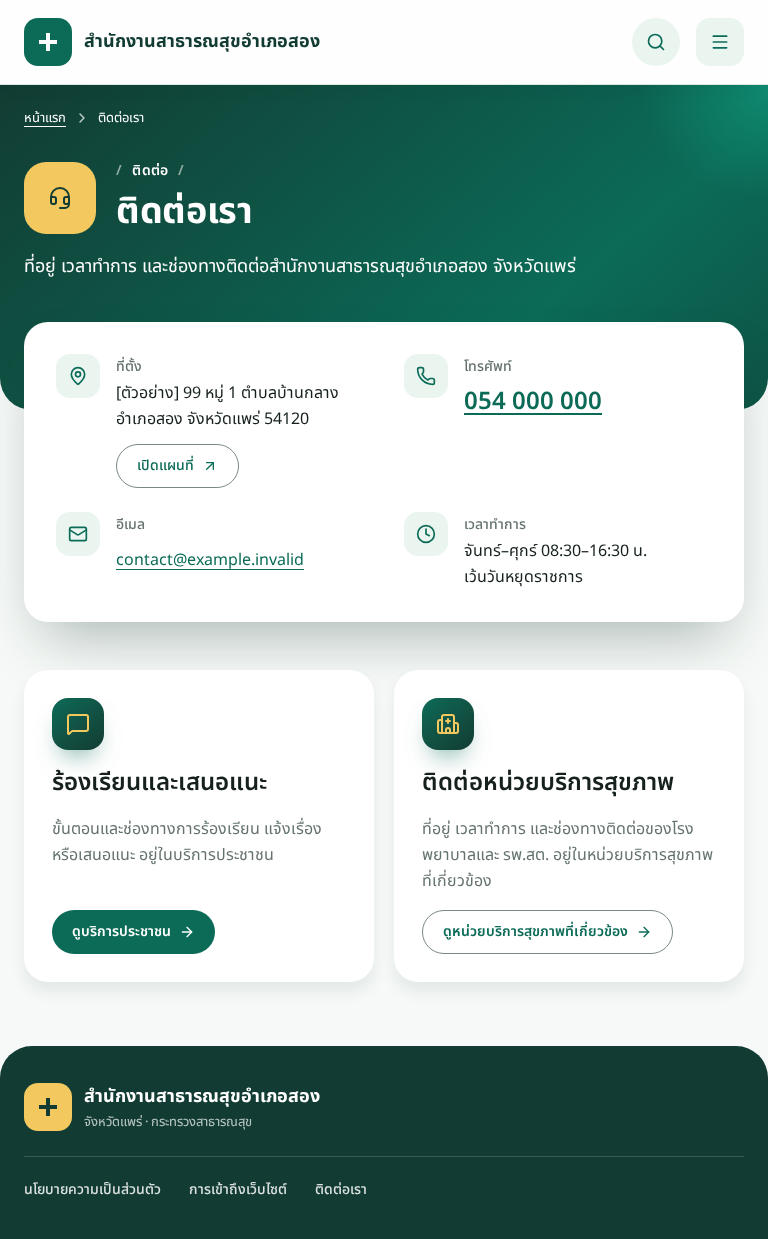 สำนักงานสาธารณสุขอำเภอสอง
หน้าแรก > ติดต่อเรา
/ ติดต่อ /
ติดต่อเรา
ที่อยู่ เวลาทำการ และช่องทางติดต่อสำนักงานสาธารณสุขอำเภอสอง จังหวัดแพร่
ที่ตั้ง
[ตัวอย่าง] 99 หมู่ 1 ตำบลบ้านกลาง
อำเภอสอง จังหวัดแพร่ 54120
เปิดแผนที่
โทรศัพท์
054 000 000
อีเมล
contact@example.invalid
เวลาทำการ
จันทร์–ศุกร์ 08:30–16:30 น.
เว้นวันหยุดราชการ
ร้องเรียนและเสนอแนะ
ขั้นตอนและช่องทางการร้องเรียน แจ้งเรื่อง
หรือเสนอแนะ อยู่ในบริการประชาชน
ดูบริการประชาชน
ติดต่อหน่วยบริการสุขภาพ
ที่อยู่ เวลาทำการ และช่องทางติดต่อของโรง
พยาบาลและ รพ.สต. อยู่ในหน่วยบริการสุขภาพ
ที่เกี่ยวข้อง
ดูหน่วยบริการสุขภาพที่เกี่ยวข้อง
สำนักงานสาธารณสุขอำเภอสอง
จังหวัดแพร่ · กระทรวงสาธารณสุข
นโยบายความเป็นส่วนตัว การเข้าถึงเว็บไซต์ ติดต่อเรา